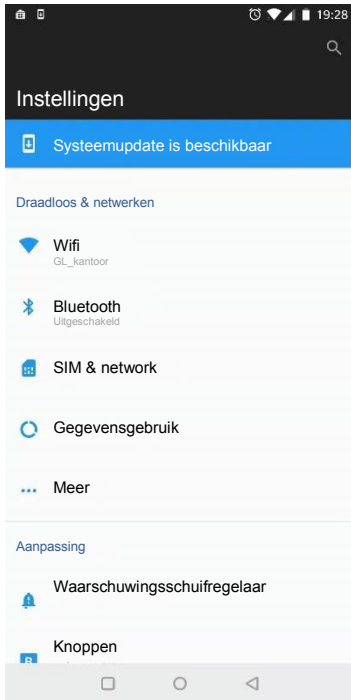 19:28
Instellingen
Systeemupdate is beschikbaar
Draadloos & netwerken
Wifi
GL_kantoor
Bluetooth
Uitgeschakeld
SIM & network
Gegevensgebruik
Meer
Aanpassing
Waarschuwingsschuifregelaar
Knoppen
B